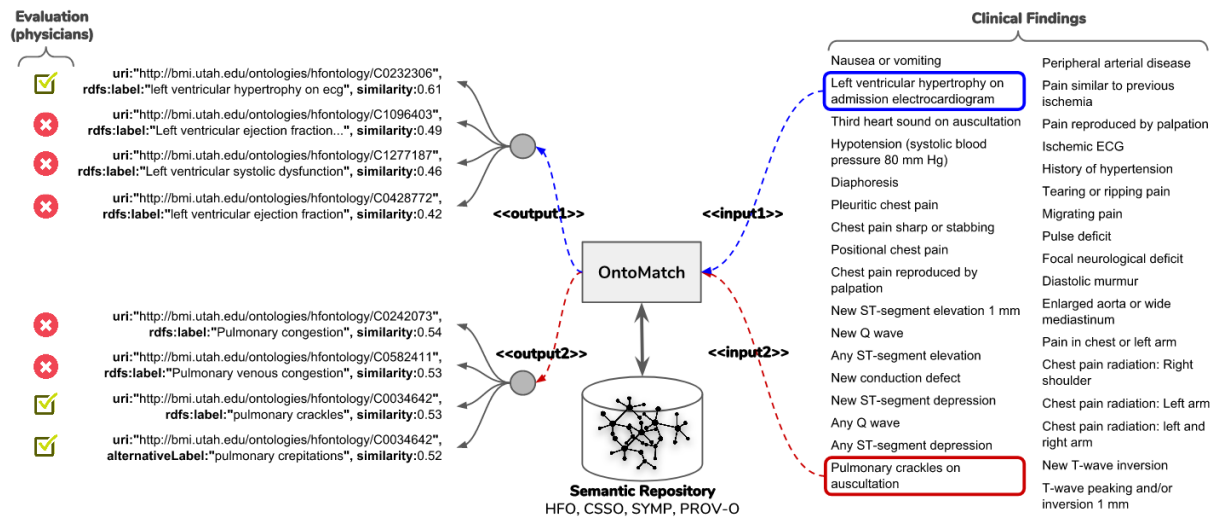 Evaluation
(physicians)
uri:"http://bmi.utah.edu/ontologies/hfontology/C0232306",
rdfs:label:"left ventricular hypertrophy on ecg", similarity:0.61
uri:"http://bmi.utah.edu/ontologies/hfontology/C1096403",
rdfs:label:"Left ventricular ejection fraction...", similarity:0.49
uri:"http://bmi.utah.edu/ontologies/hfontology/C1277187",
rdfs:label:"Left ventricular systolic dysfunction", similarity:0.46
uri:"http://bmi.utah.edu/ontologies/hfontology/C0428772",
rdfs:label:"left ventricular ejection fraction", similarity:0.42
uri:"http://bmi.utah.edu/ontologies/hfontology/C0242073",
rdfs:label:"Pulmonary congestion", similarity:0.54
uri:"http://bmi.utah.edu/ontologies/hfontology/C0582411",
rdfs:label:"Pulmonary venous congestion", similarity:0.53
uri:"http://bmi.utah.edu/ontologies/hfontology/C0034642",
rdfs:label:"pulmonary crackles", similarity:0.53
uri:"http://bmi.utah.edu/ontologies/hfontology/C0034642",
alternativeLabel:"pulmonary crepitations", similarity:0.52
<<output1>>
<<output2>>
OntoMatch
Semantic Repository
HFO, CSSO, SYMP, PROV-O
<<input1>>
<<input2>>
Clinical Findings
Nausea or vomiting
Left ventricular hypertrophy on
admission electrocardiogram
Third heart sound on auscultation
Hypotension (systolic blood
pressure 80 mm Hg)
Diaphoresis
Pleuritic chest pain
Chest pain sharp or stabbing
Positional chest pain
Chest pain reproduced by
palpation
New ST-segment elevation 1 mm
New Q wave
Any ST-segment elevation
New conduction defect
New ST-segment depression
Any Q wave
Any ST-segment depression
Pulmonary crackles on
auscultation
Peripheral arterial disease
Pain similar to previous
ischemia
Pain reproduced by palpation
Ischemic ECG
History of hypertension
Tearing or ripping pain
Migrating pain
Pulse deficit
Focal neurological deficit
Diastolic murmur
Enlarged aorta or wide
mediastinum
Pain in chest or left arm
Chest pain radiation: Right
shoulder
Chest pain radiation: Left arm
Chest pain radiation: left and
right arm
New T-wave inversion
T-wave peaking and/or
inversion 1 mm